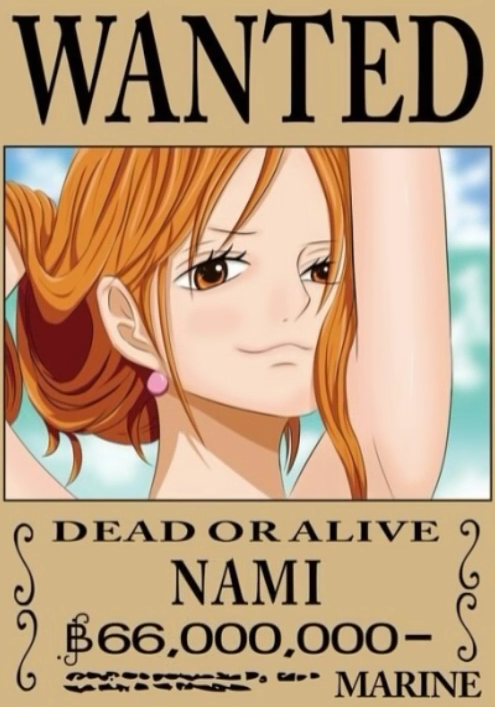 WANTED
DEAD OR ALIVE
NAMI
฿66,000,000-
MARINE